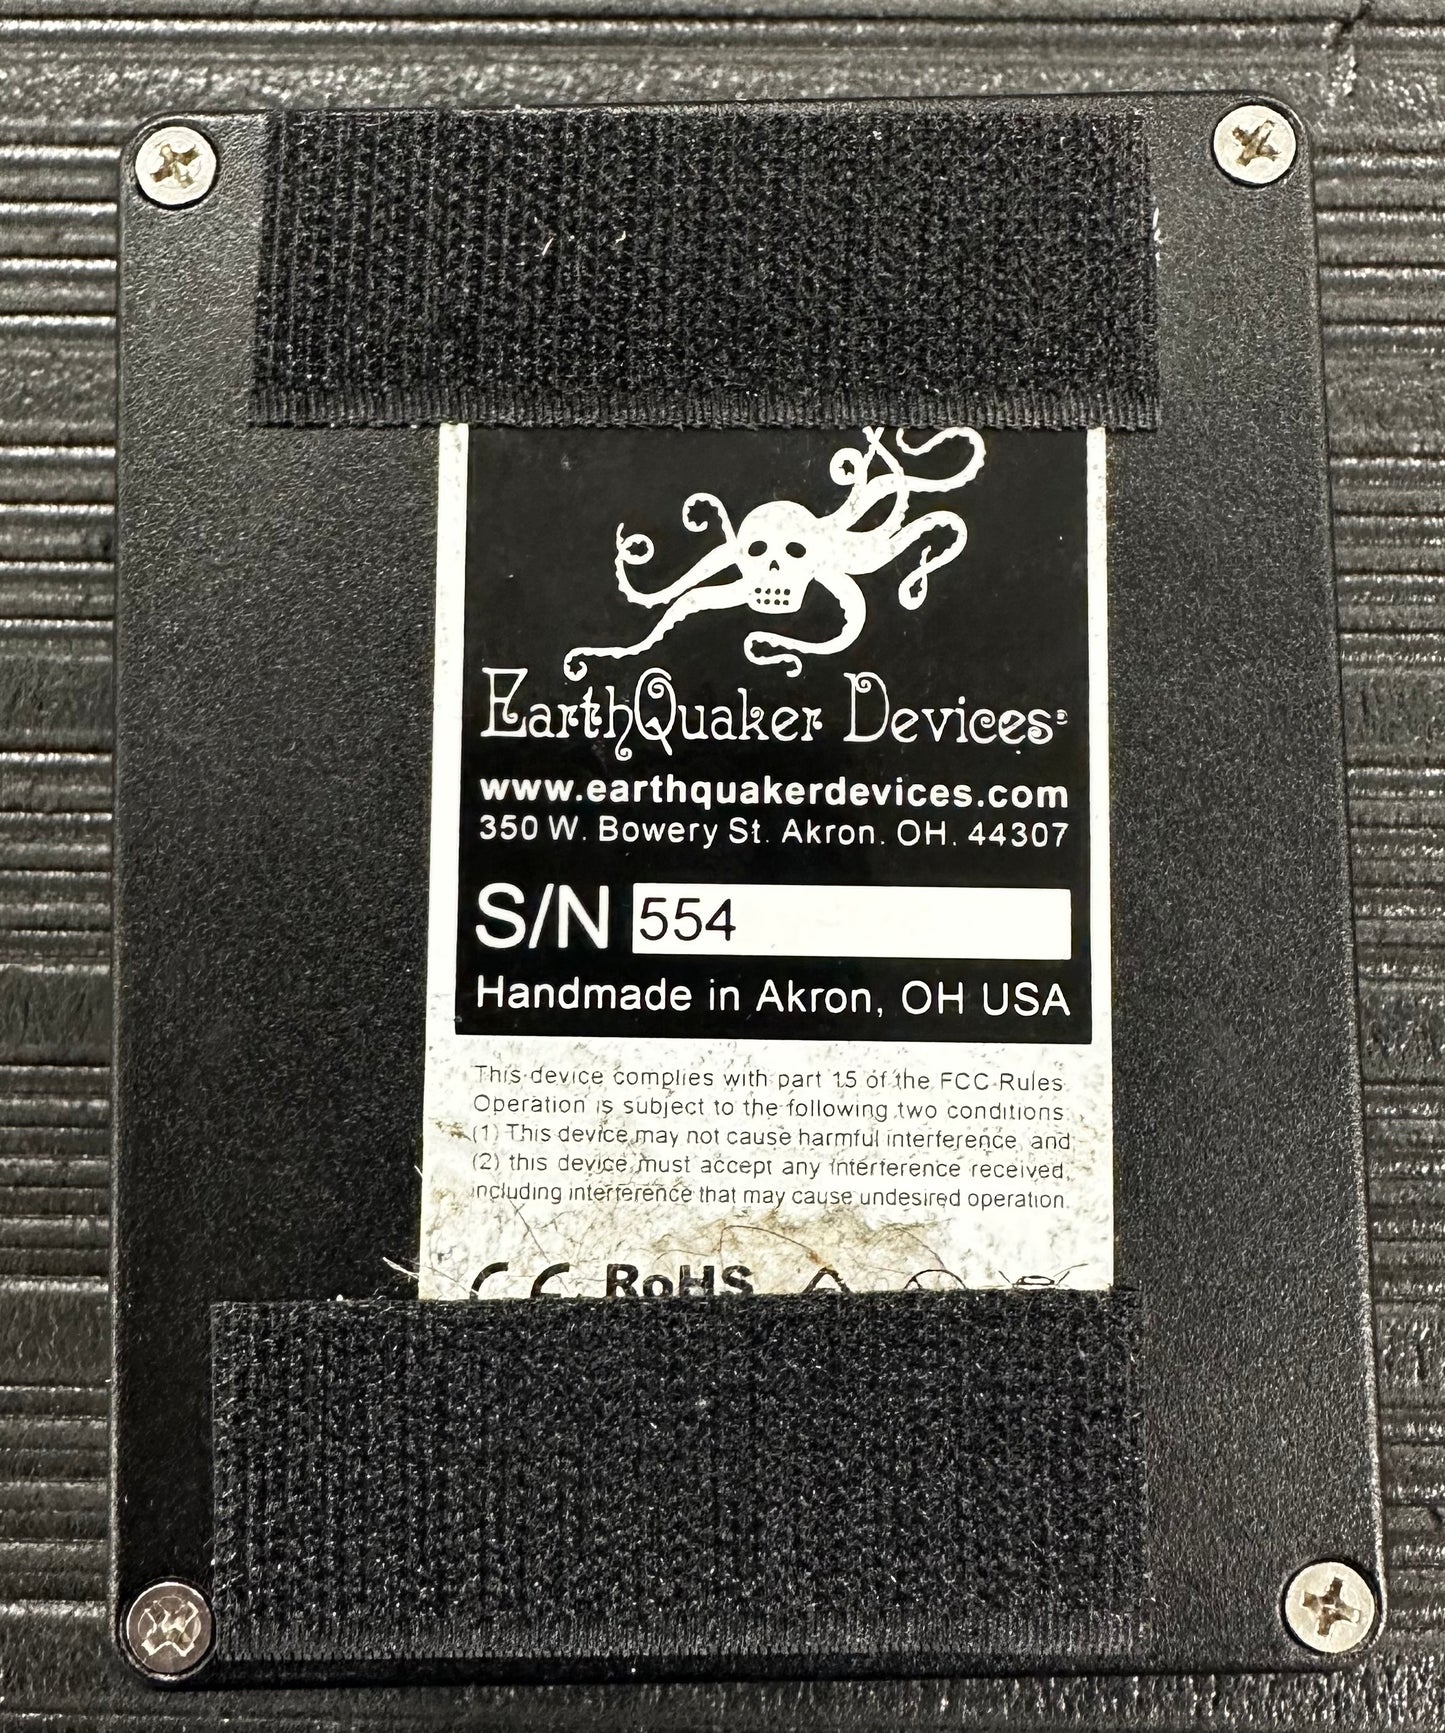 EarthQuaker Devices®
www.earthquakerdevices.com
350 W. Bowery St. Akron. OH. 44307
S/N 554
Handmade in Akron, OH USA
This device complies with part 15 of the FCC Rules.
Operation is subject to the following two conditions:
(1) This device may not cause harmful interference, and
(2) this device must accept any interference received,
including interference that may cause undesired operation.
CE RoHS